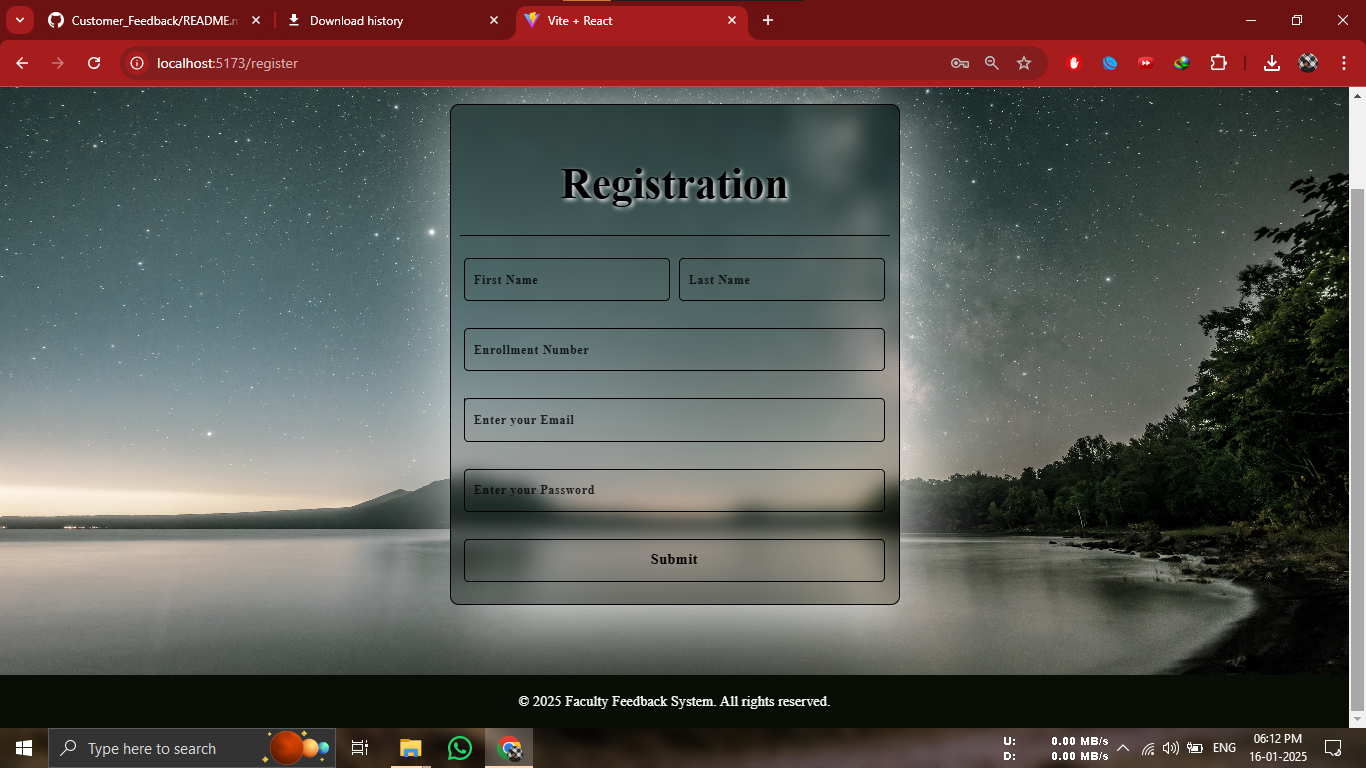 Customer_Feedback/README.m
Download history
Vite + React
localhost:5173/register
Registration
First Name
Last Name
Enrollment Number
Enter your Email
Enter your Password
Submit
© 2025 Faculty Feedback System. All rights reserved.
Type here to search
U: 0.00 MB/s
D: 0.00 MB/s
ENG
06:12 PM
16-01-2025